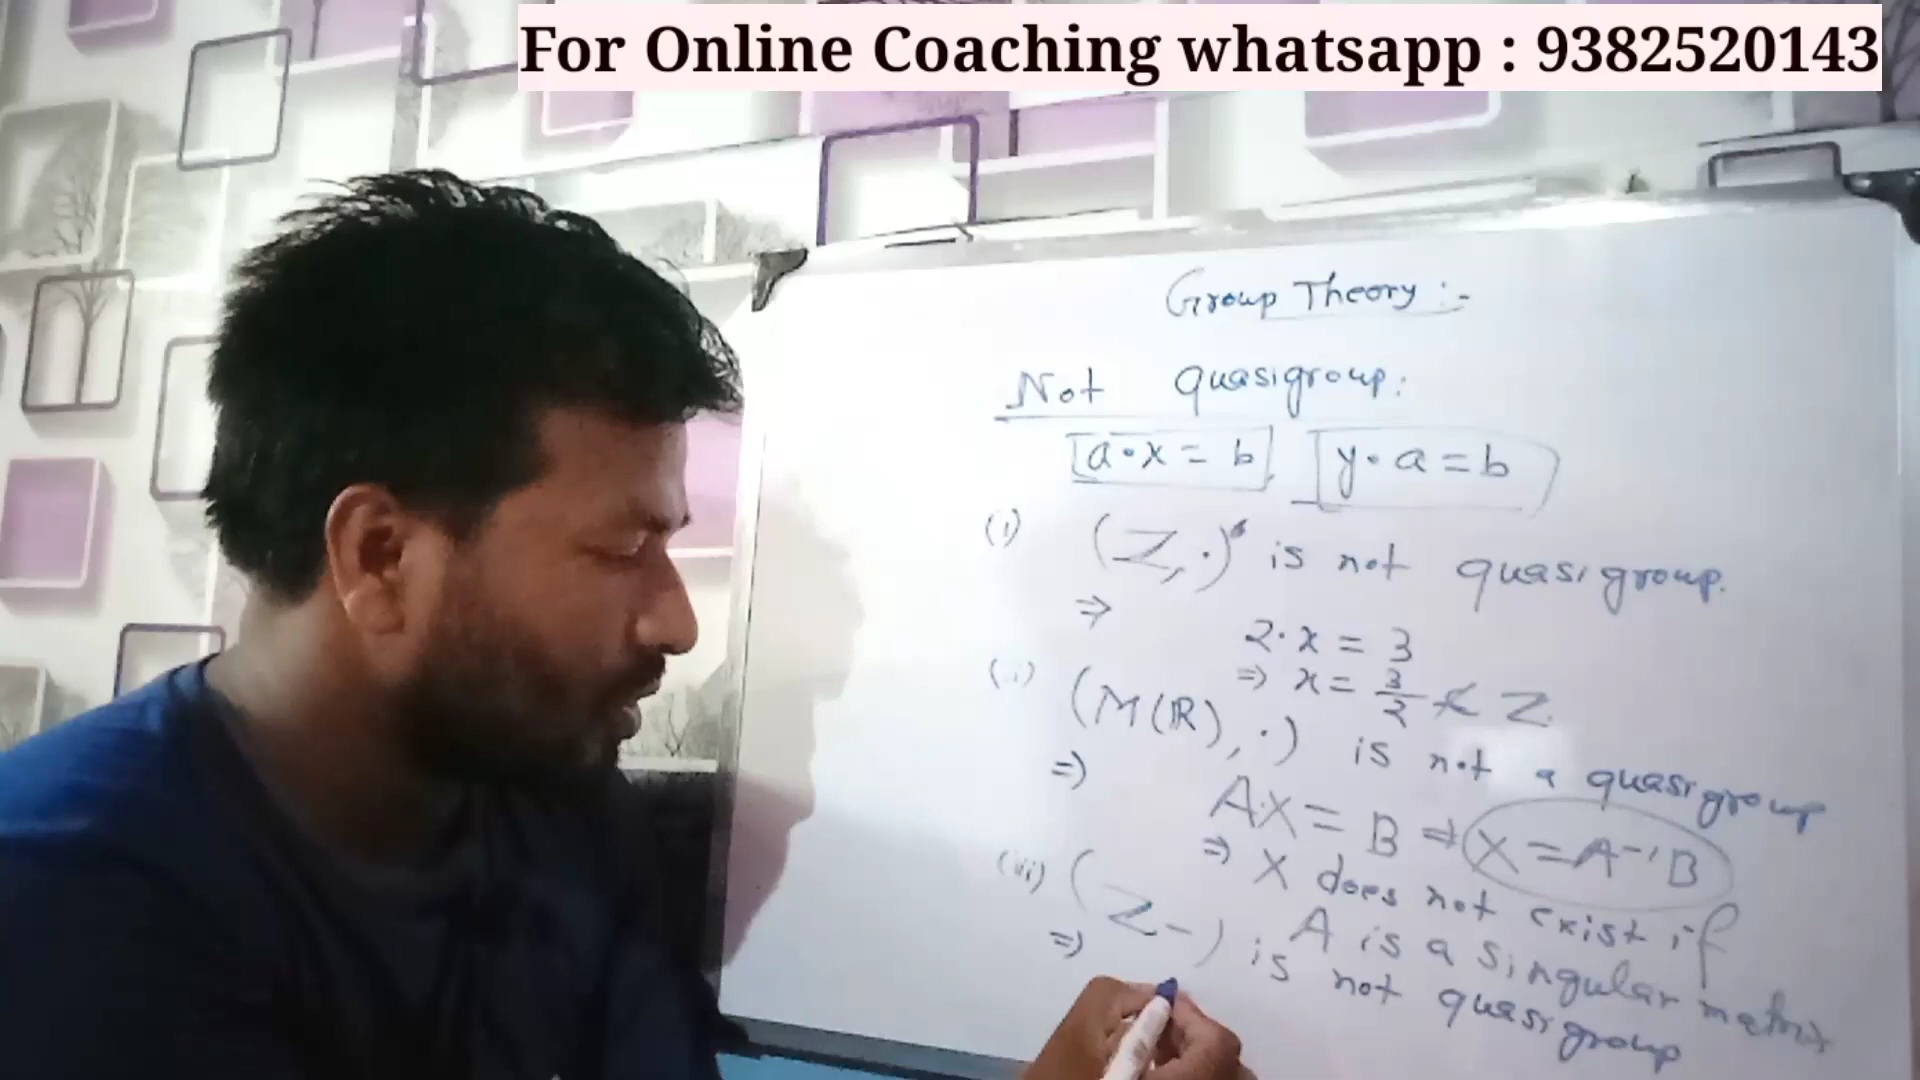 For Online Coaching whatsapp : 9382520143
Group Theory :-
Not quasigroup:
a·x = b y·a = b
(i) (Z, ·) is not quasigroup.
⇒ 2·x = 3
⇒ x = 3/2 ∉ Z
(ii) (M(ℝ), ·) is not a quasigroup
⇒ A·X = B ⇒ X = A⁻¹B
⇒ X does not exist if
A is a singular matrix
(iii) (Z -) is not quasigroup
⇒